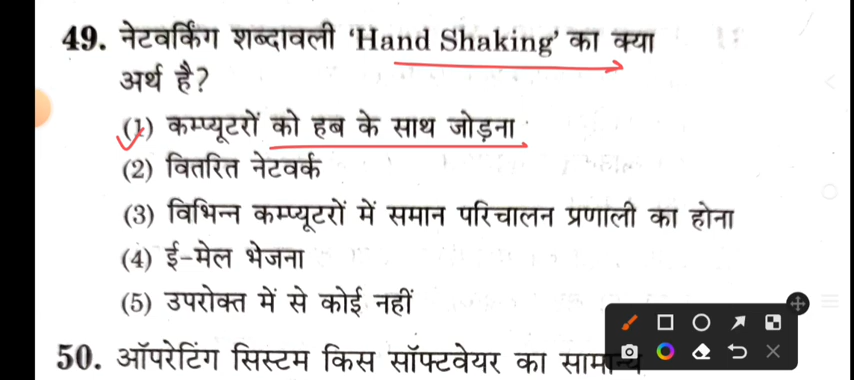 49. नेटवर्किंग शब्दावली ‘Hand Shaking’ का क्या
अर्थ है?
(1) कम्प्यूटरों को हब के साथ जोड़ना
(2) वितरित नेटवर्क
(3) विभिन्न कम्प्यूटरों में समान परिचालन प्रणाली का होना
(4) ई-मेल भेजना
(5) उपरोक्त में से कोई नहीं
50. ऑपरेटिंग सिस्टम किस सॉफ्टवेयर का सामान्य